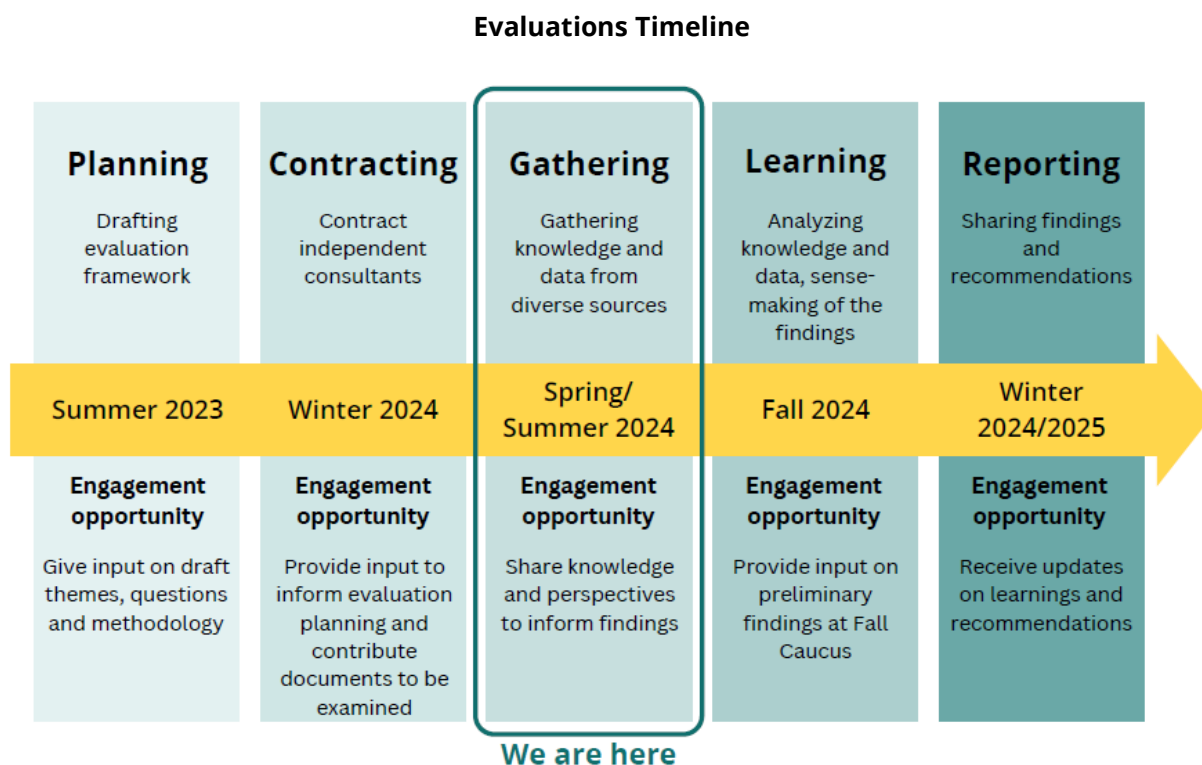 Evaluations Timeline
Planning
Drafting
evaluation
framework
Summer 2023
Engagement
opportunity
Give input on draft
themes, questions
and methodology
Contracting
Contract
independent
consultants
Winter 2024
Engagement
opportunity
Provide input to
inform evaluation
planning and
contribute
documents to be
examined
Gathering
Gathering
knowledge and
data from
diverse sources
Spring/
Summer 2024
Engagement
opportunity
Share knowledge
and perspectives
to inform findings
We are here
Learning
Analyzing
knowledge and
data, sense-
making of the
findings
Fall 2024
Engagement
opportunity
Provide input on
preliminary
findings at Fall
Caucus
Reporting
Sharing findings
and
recommendations
Winter
2024/2025
Engagement
opportunity
Receive updates
on learnings and
recommendations